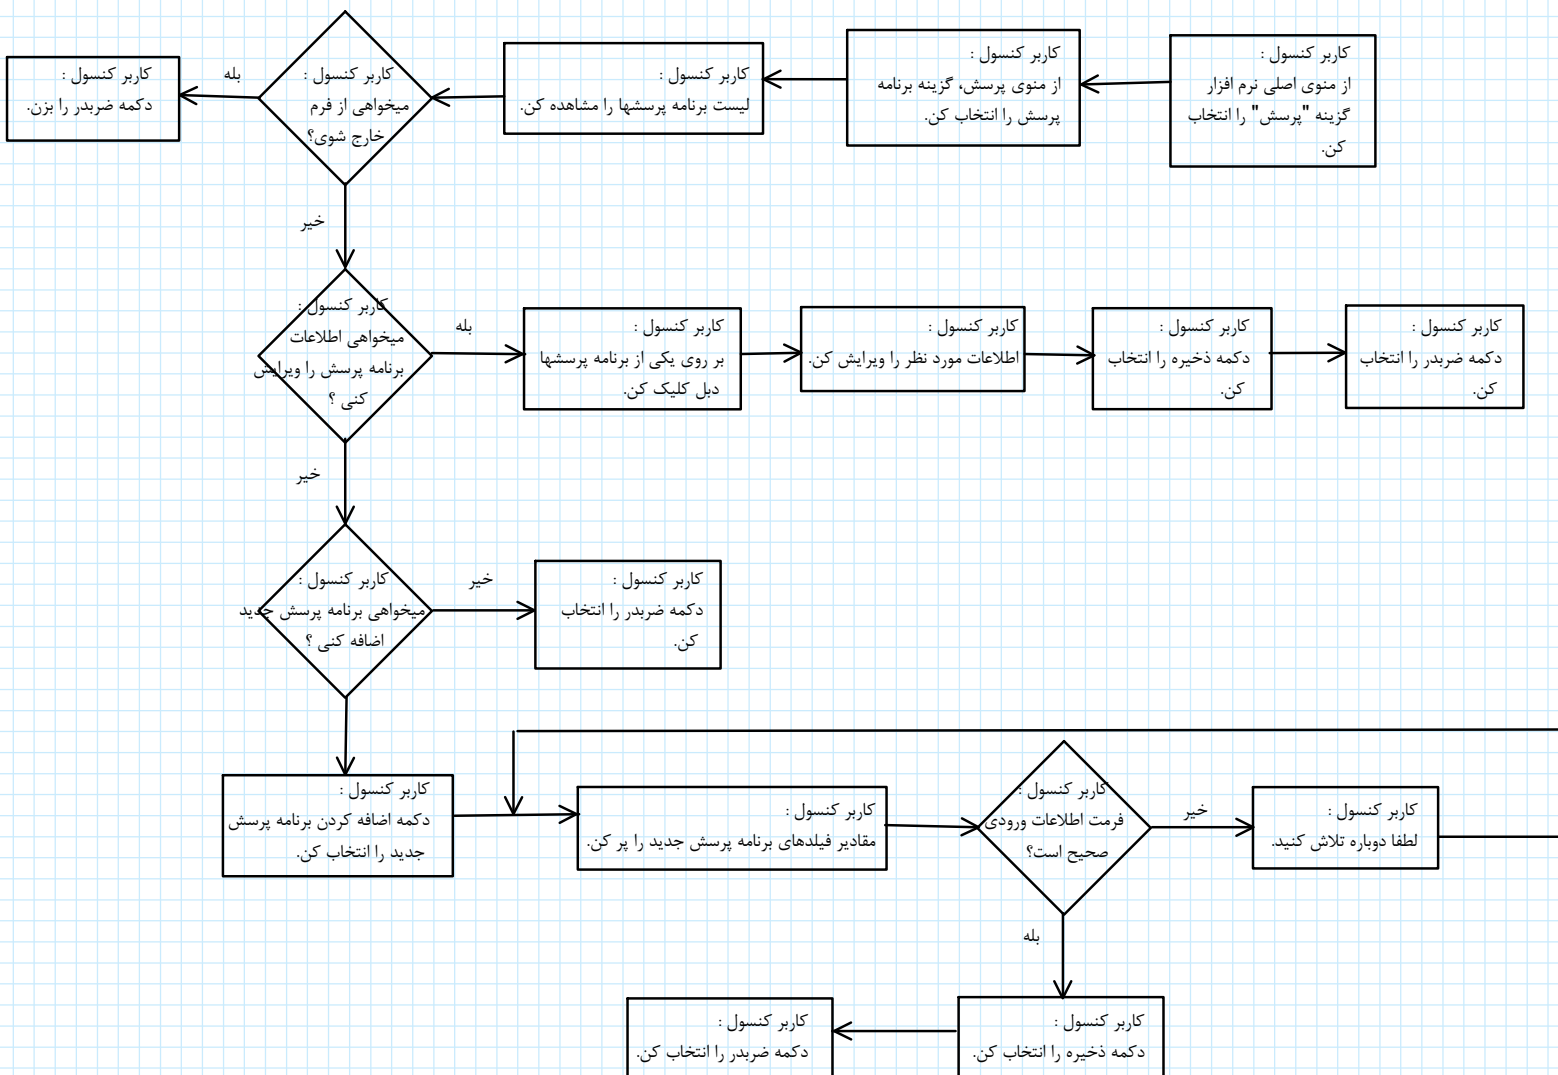 کاربر کنسول :
از منوی اصلی نرم افزار
گزینه "پرسش" را انتخاب
کن.
کاربر کنسول :
از منوی پرسش، گزینه برنامه
پرسش را انتخاب کن.
کاربر کنسول :
لیست برنامه پرسشها را مشاهده کن.
کاربر کنسول :
میخواهی از فرم
خارج شوی؟
بله
کاربر کنسول :
دکمه ضربدر را بزن.
خیر
کاربر کنسول :
میخواهی اطلاعات
برنامه پرسش را ویرایش
کنی ؟
بله
کاربر کنسول :
بر روی یکی از برنامه پرسشها
دبل کلیک کن.
کاربر کنسول :
اطلاعات مورد نظر را ویرایش کن.
کاربر کنسول :
دکمه ذخیره را انتخاب
کن.
کاربر کنسول :
دکمه ضربدر را انتخاب
کن.
خیر
کاربر کنسول :
میخواهی برنامه پرسش جدید
اضافه کنی ؟
خیر
کاربر کنسول :
دکمه ضربدر را انتخاب
کن.
کاربر کنسول :
دکمه اضافه کردن برنامه پرسش
جدید را انتخاب کن.
کاربر کنسول :
مقادیر فیلدهای برنامه پرسش جدید را پر کن.
کاربر کنسول :
فرمت اطلاعات ورودی
صحیح است؟
خیر
کاربر کنسول :
لطفا دوباره تلاش کنید.
بله
کاربر کنسول :
دکمه ذخیره را انتخاب کن.
کاربر کنسول :
دکمه ضربدر را انتخاب کن.